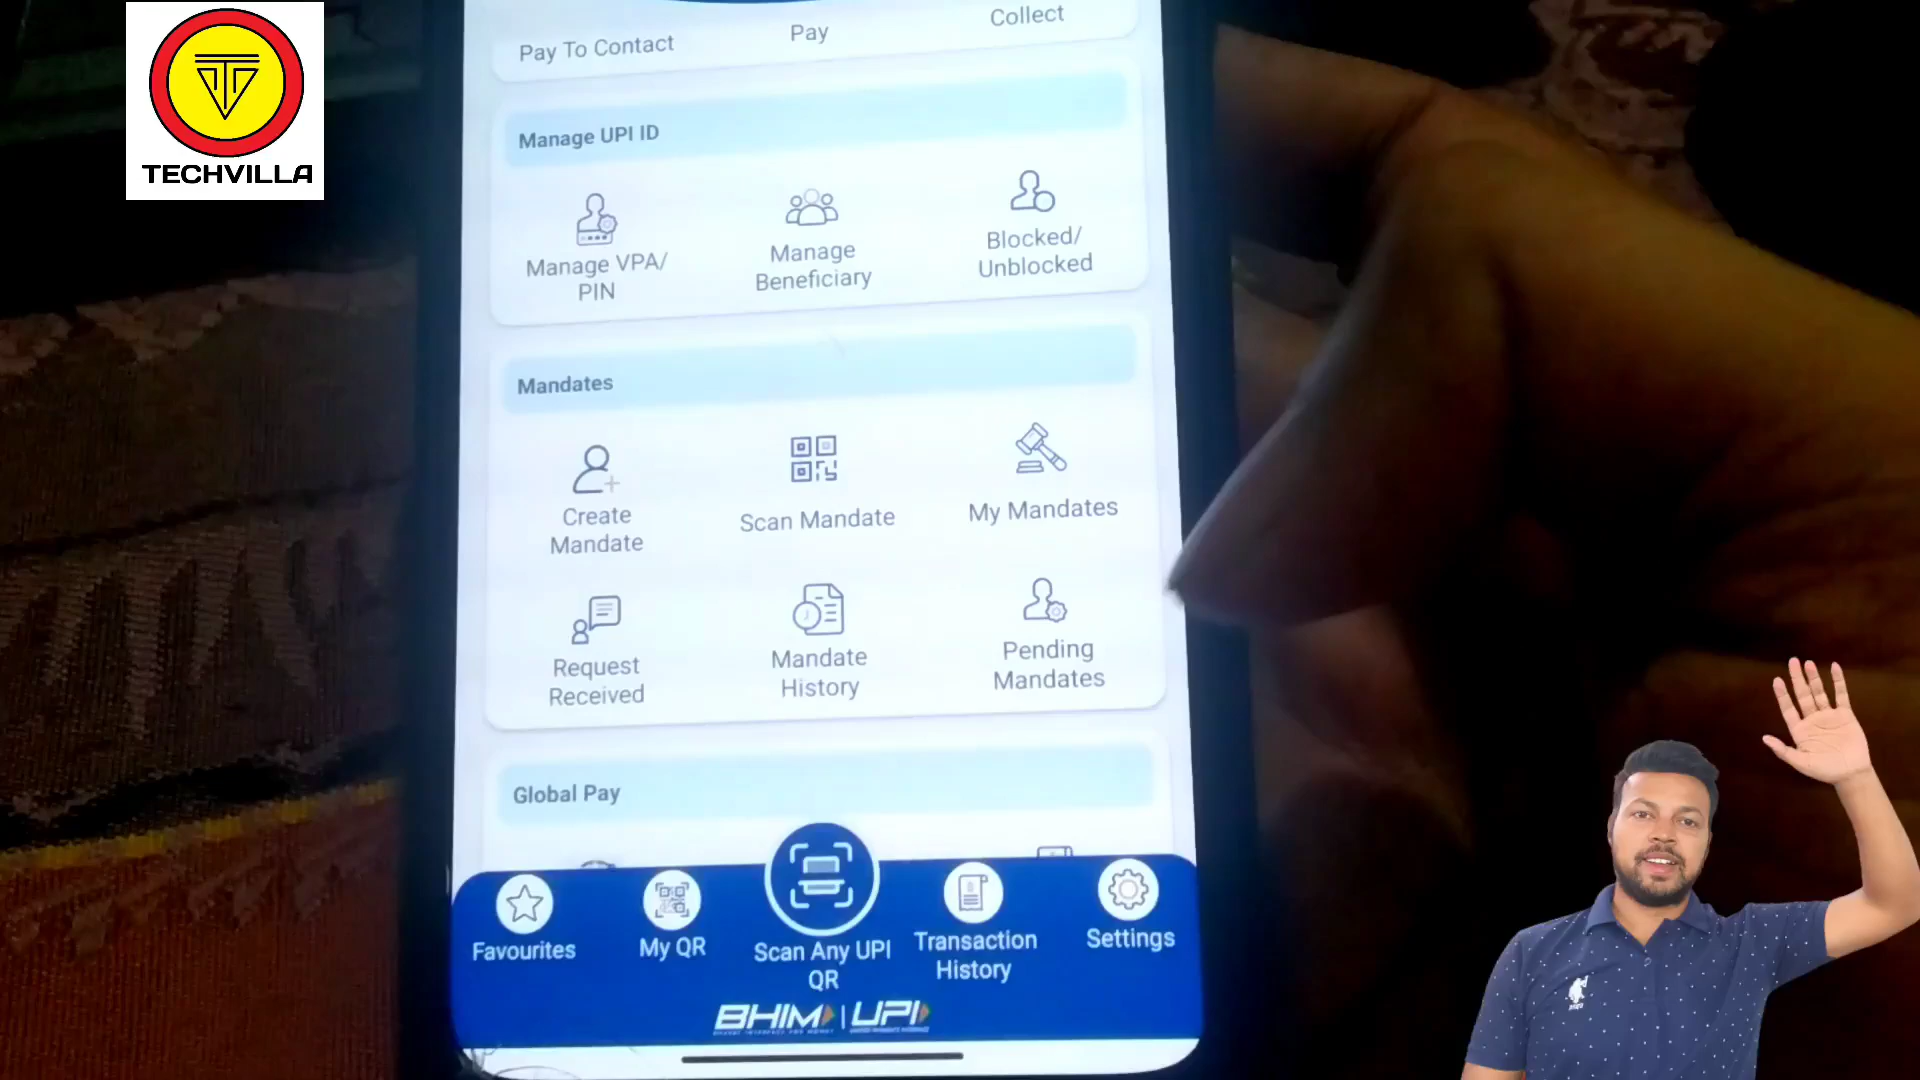 TECHVILLA
Pay To Contact
Pay
Collect
Manage UPI ID
Manage VPA/
PIN
Manage
Beneficiary
Blocked/
Unblocked
Mandates
Create
Mandate
Scan Mandate
My Mandates
Request
Received
Mandate
History
Pending
Mandates
Global Pay
Favourites
My QR
Scan Any UPI
QR
Transaction
History
Settings
BHIM | UPI